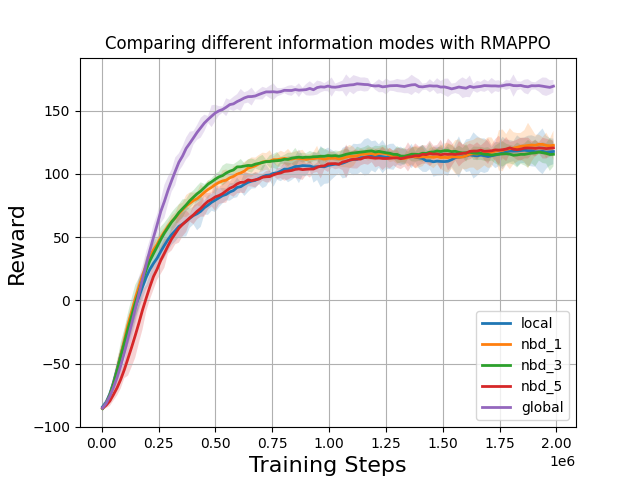 Comparing different information modes with RMAPPO
Reward
150
100
50
0
−50
−100
0.00 0.25 0.50 0.75 1.00 1.25 1.50 1.75 2.00
1e6
Training Steps
local
nbd_1
nbd_3
nbd_5
global